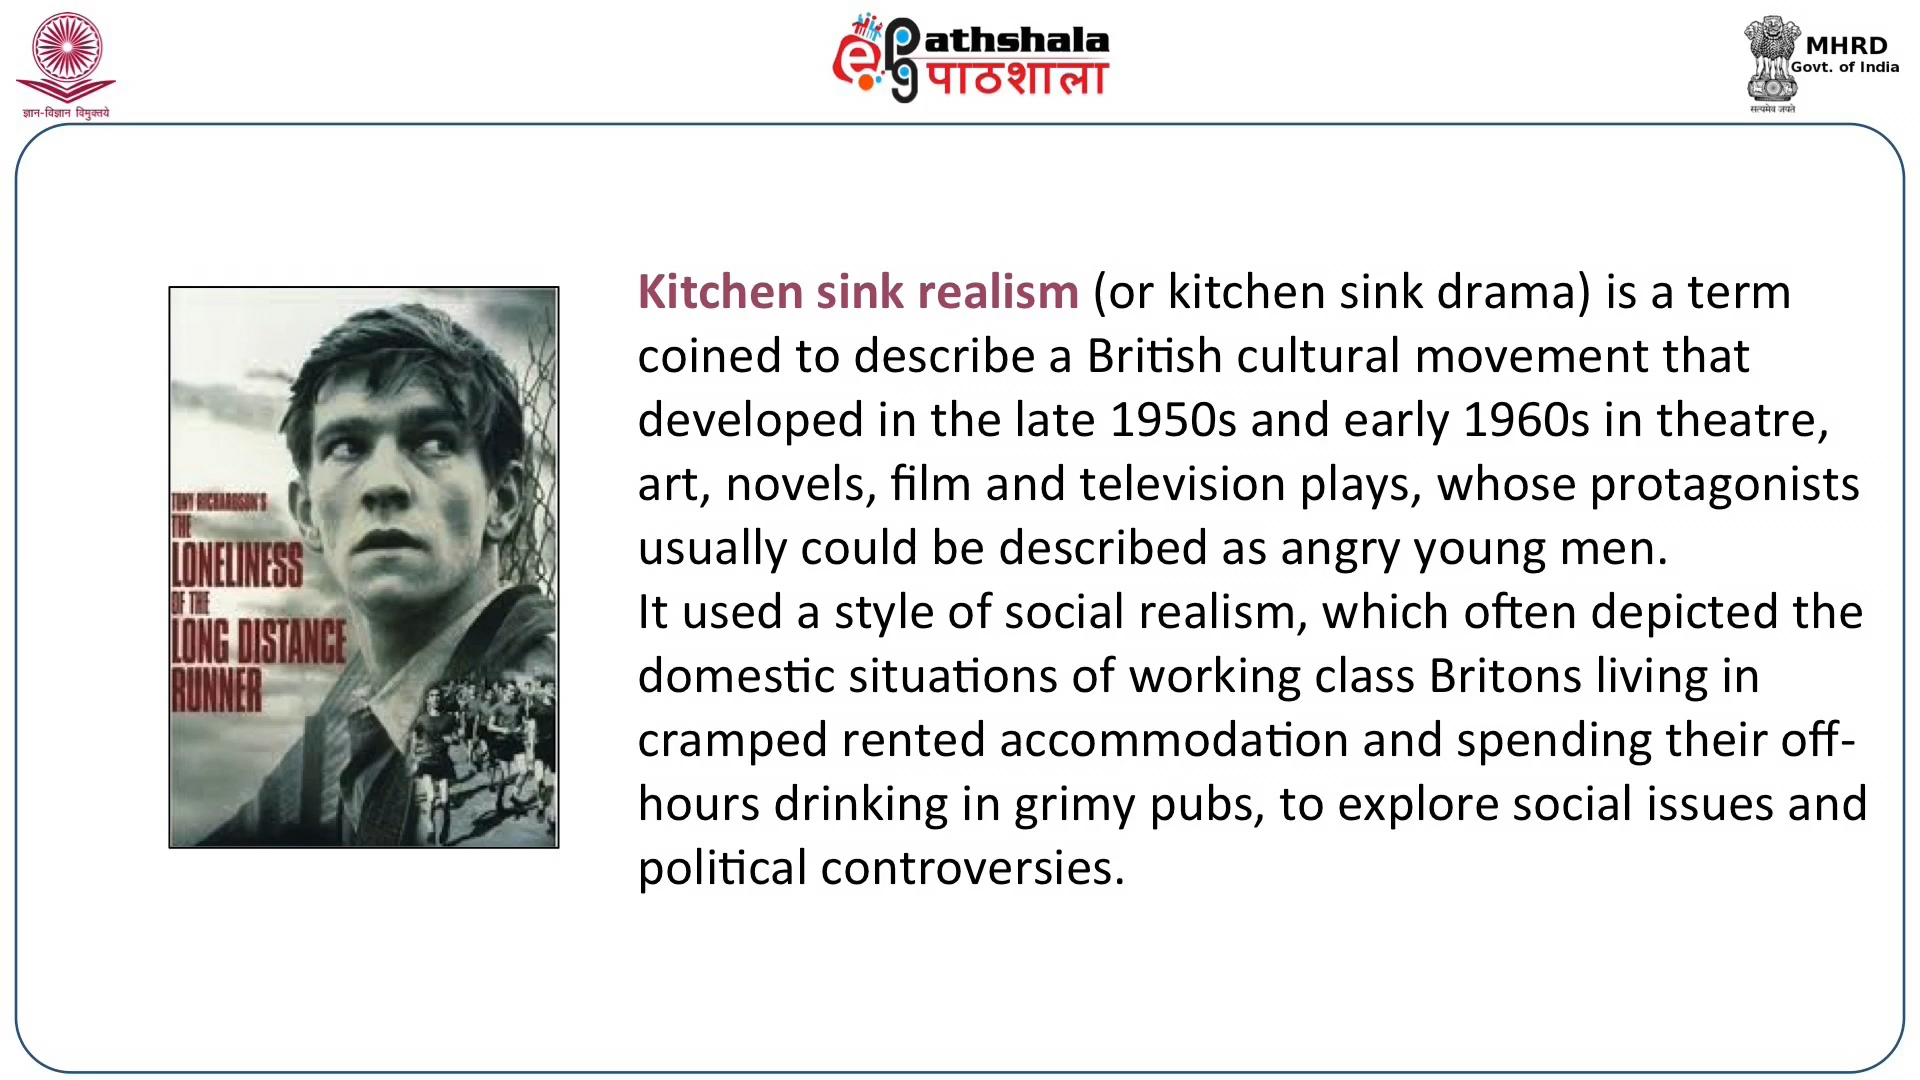 ज्ञान-विज्ञान विमुक्तये
epg
Pathshala
पाठशाला
MHRD
Govt. of India
सत्यमेव जयते
TONY RICHARDSON'S
THE
LONELINESS
OF THE
LONG DISTANCE
RUNNER
Kitchen sink realism (or kitchen sink drama) is a term
coined to describe a British cultural movement that
developed in the late 1950s and early 1960s in theatre,
art, novels, film and television plays, whose protagonists
usually could be described as angry young men.
It used a style of social realism, which often depicted the
domestic situations of working class Britons living in
cramped rented accommodation and spending their off-
hours drinking in grimy pubs, to explore social issues and
political controversies.